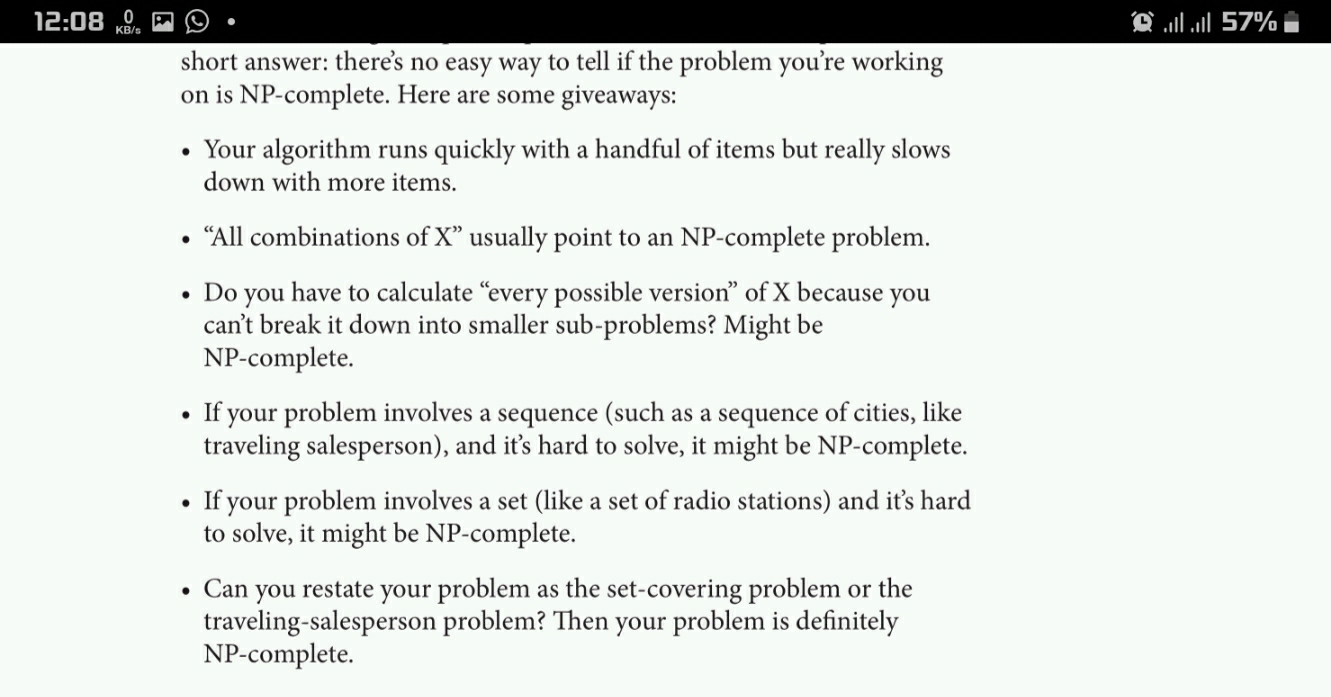 12:08 0 KB/s 57%
short answer: there’s no easy way to tell if the problem you’re working
on is NP-complete. Here are some giveaways:
• Your algorithm runs quickly with a handful of items but really slows
down with more items.
• “All combinations of X” usually point to an NP-complete problem.
• Do you have to calculate “every possible version” of X because you
can’t break it down into smaller sub-problems? Might be
NP-complete.
• If your problem involves a sequence (such as a sequence of cities, like
traveling salesperson), and it’s hard to solve, it might be NP-complete.
• If your problem involves a set (like a set of radio stations) and it’s hard
to solve, it might be NP-complete.
• Can you restate your problem as the set-covering problem or the
traveling-salesperson problem? Then your problem is definitely
NP-complete.